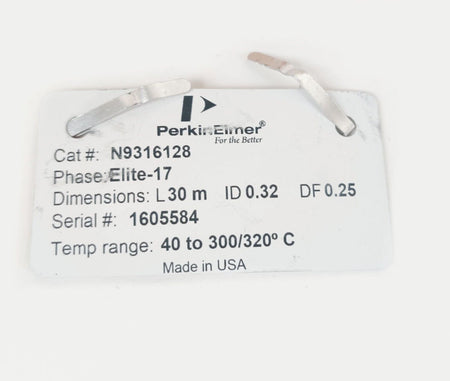 PerkinElmer®
For the Better
Cat #: N9316128
Phase:Elite-17
Dimensions: L 30 m ID 0.32 DF 0.25
Serial #: 1605584
Temp range: 40 to 300/320º C
Made in USA